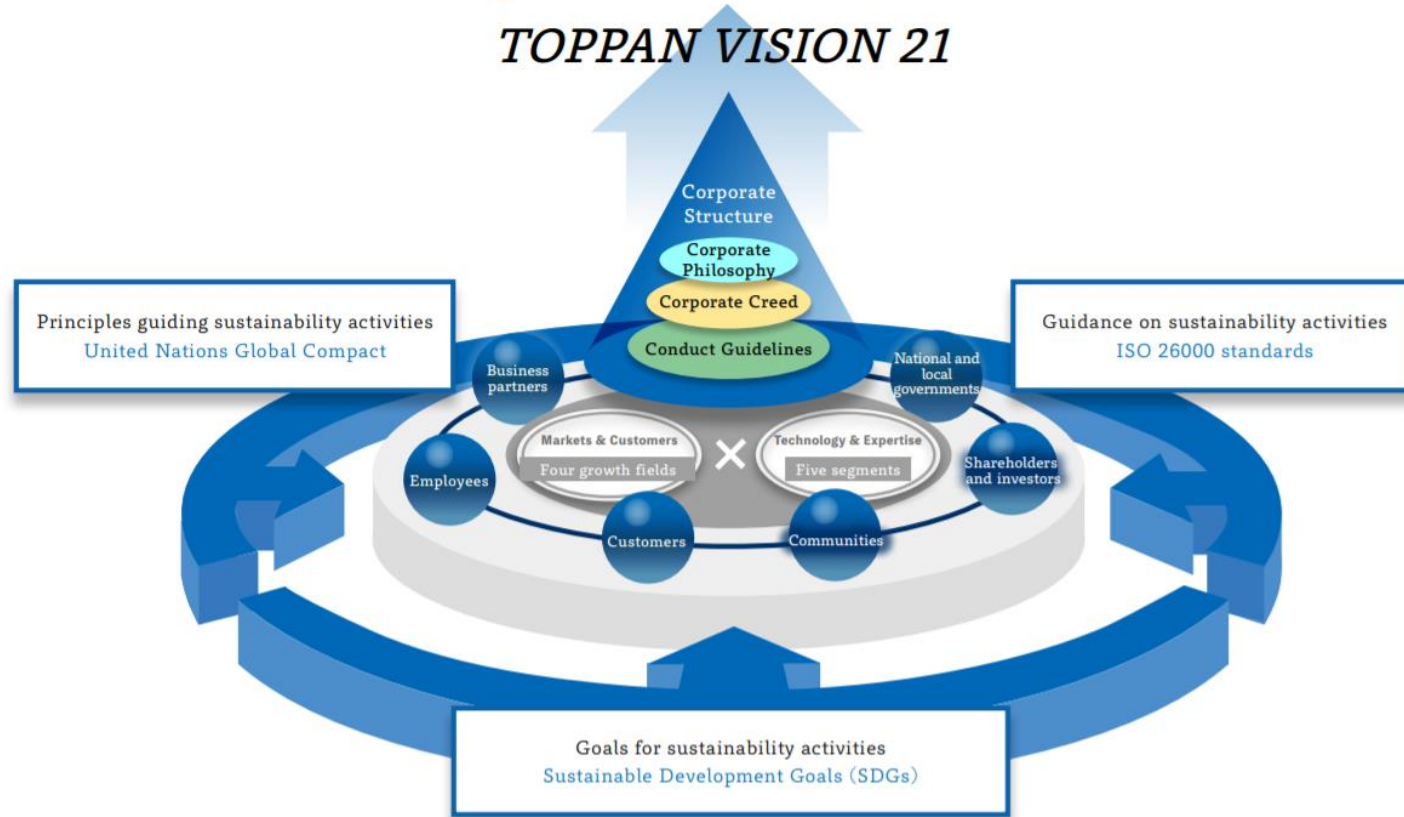 TOPPAN VISION 21
Corporate
Structure
Corporate
Philosophy
Corporate Creed
Conduct Guidelines
Principles guiding sustainability activities
United Nations Global Compact
Guidance on sustainability activities
ISO 26000 standards
Business
partners
National and
local
governments
Markets & Customers
Four growth fields
×
Technology & Expertise
Five segments
Employees
Shareholders
and investors
Customers
Communities
Goals for sustainability activities
Sustainable Development Goals (SDGs)